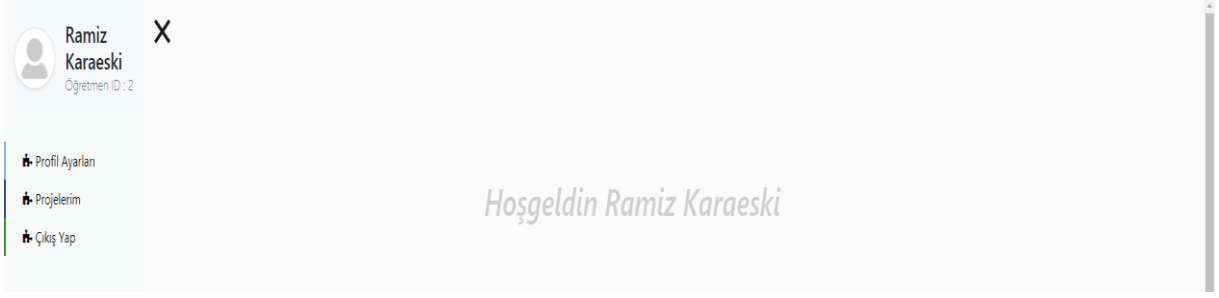 Ramiz
Karaeski
Öğretmen ID : 2
X
Profil Ayarları
Projelerim
Çıkış Yap
Hoşgeldin Ramiz Karaeski